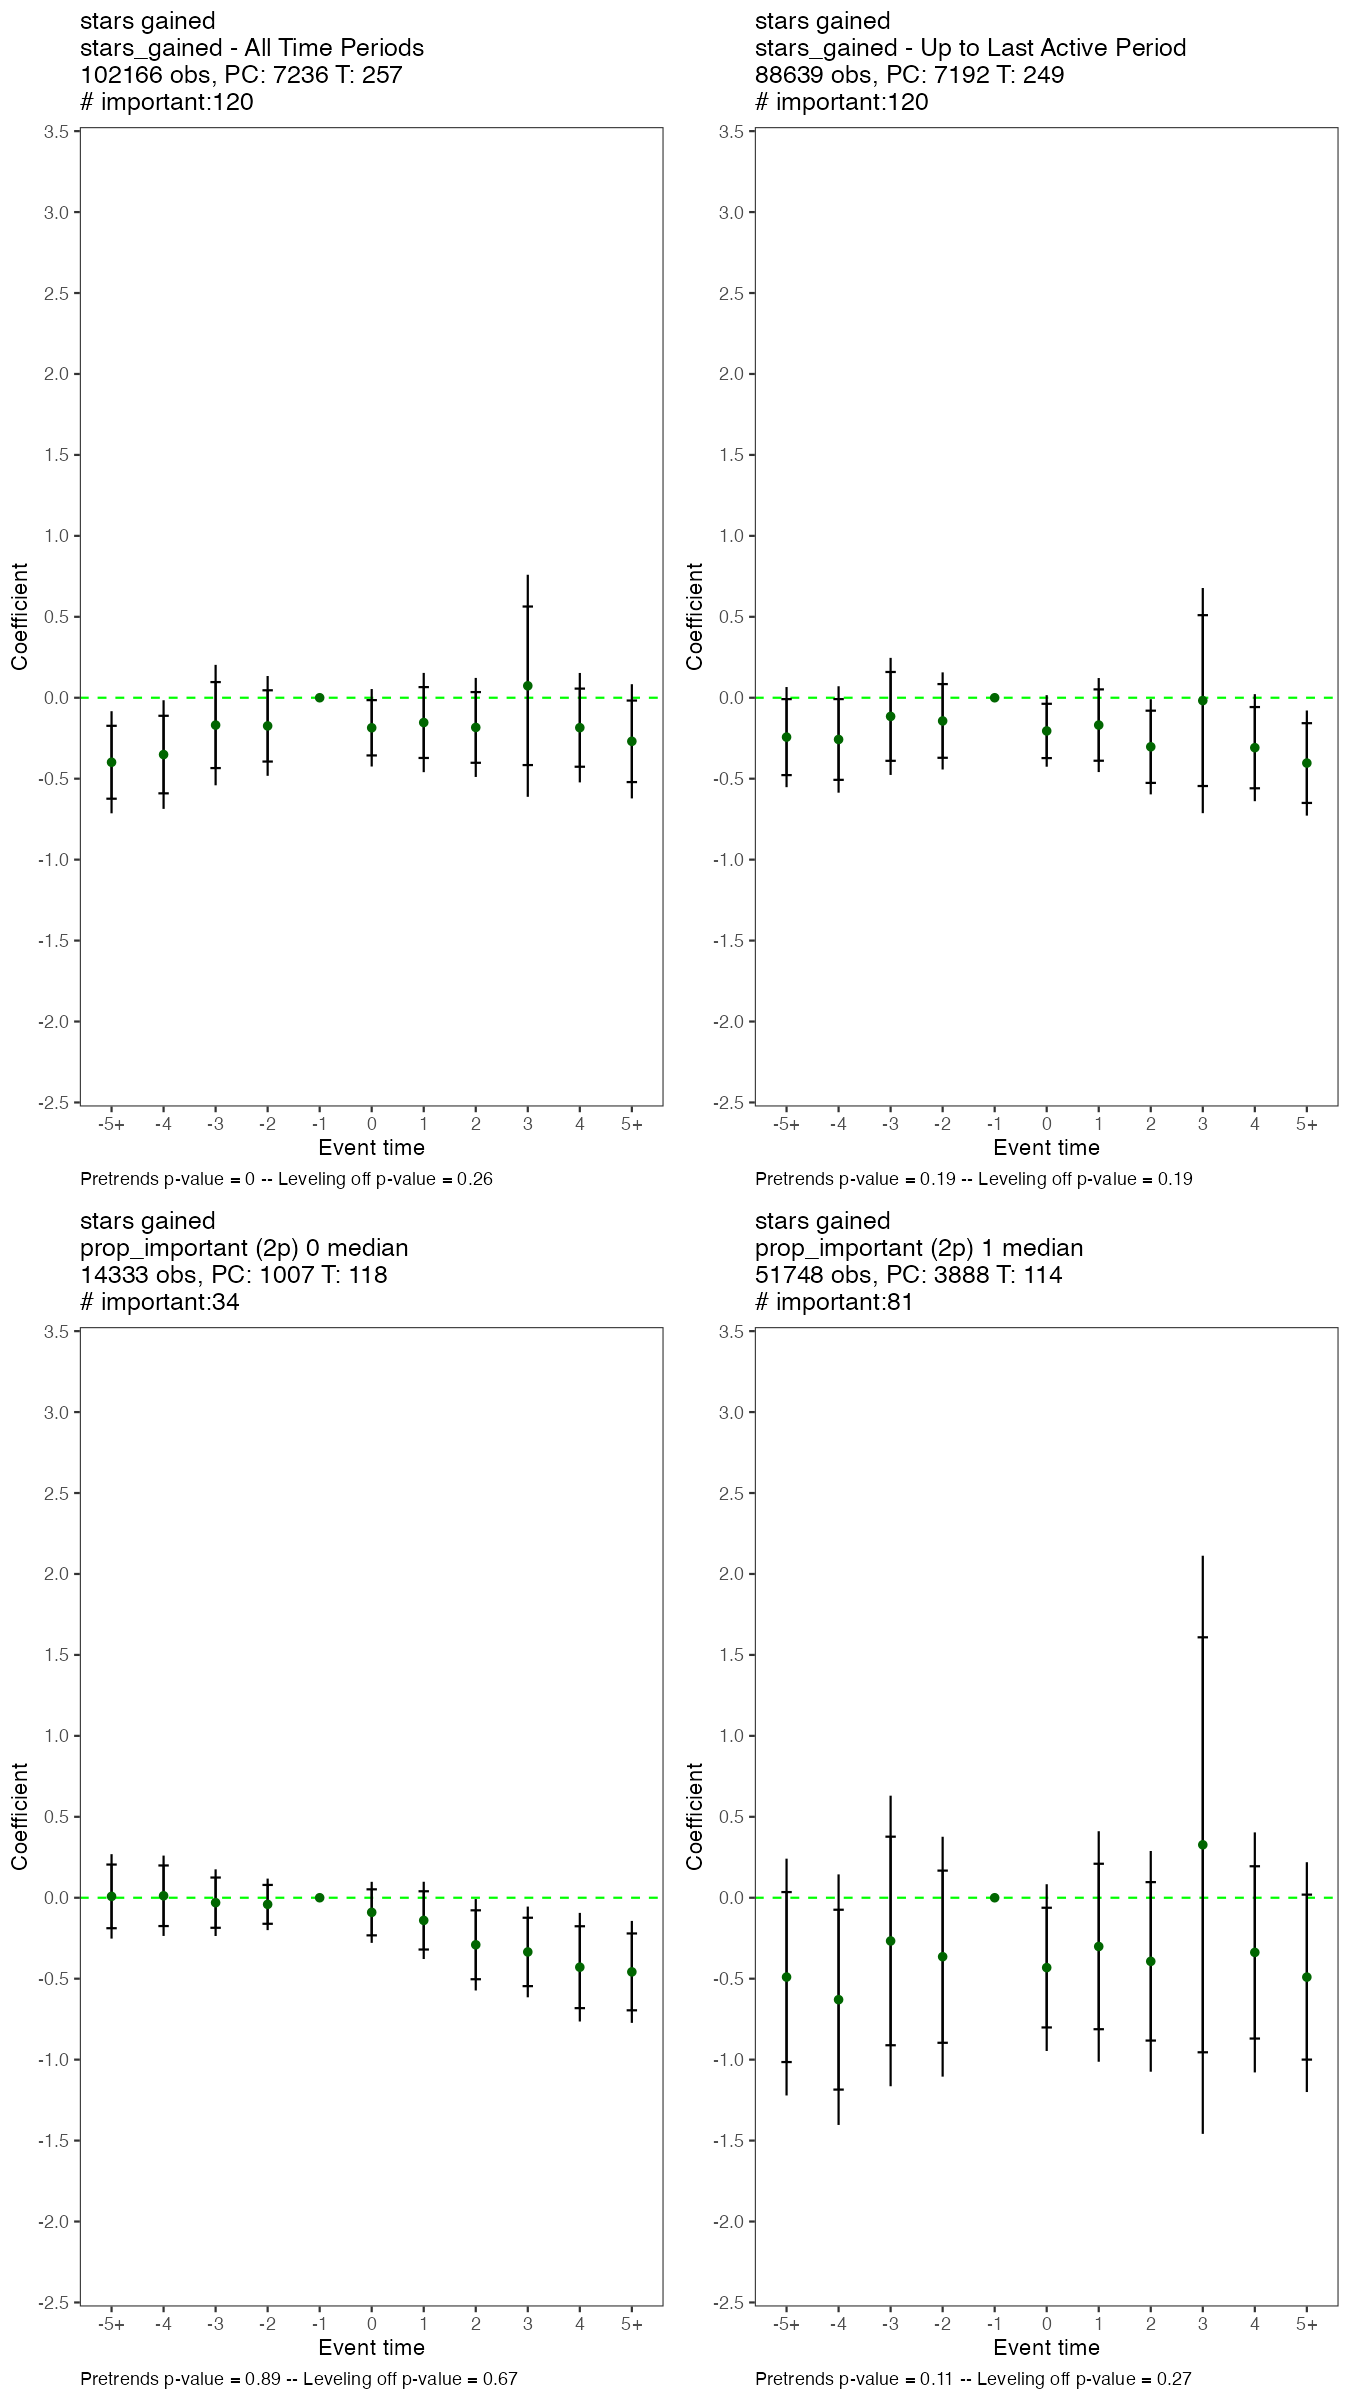 stars gained
stars_gained - All Time Periods
102166 obs, PC: 7236 T: 257
# important:120
3.5
3.0
2.5
2.0
1.5
1.0
0.5
0.0
-0.5
-1.0
-1.5
-2.0
-2.5
Coefficient
-5+ -4 -3 -2 -1 0 1 2 3 4 5+
Event time
Pretrends p-value = 0 -- Leveling off p-value = 0.26
stars gained
stars_gained - Up to Last Active Period
88639 obs, PC: 7192 T: 249
# important:120
3.5
3.0
2.5
2.0
1.5
1.0
0.5
0.0
-0.5
-1.0
-1.5
-2.0
-2.5
Coefficient
-5+ -4 -3 -2 -1 0 1 2 3 4 5+
Event time
Pretrends p-value = 0.19 -- Leveling off p-value = 0.19
stars gained
prop_important (2p) 0 median
14333 obs, PC: 1007 T: 118
# important:34
3.5
3.0
2.5
2.0
1.5
1.0
0.5
0.0
-0.5
-1.0
-1.5
-2.0
-2.5
Coefficient
-5+ -4 -3 -2 -1 0 1 2 3 4 5+
Event time
Pretrends p-value = 0.89 -- Leveling off p-value = 0.67
stars gained
prop_important (2p) 1 median
51748 obs, PC: 3888 T: 114
# important:81
3.5
3.0
2.5
2.0
1.5
1.0
0.5
0.0
-0.5
-1.0
-1.5
-2.0
-2.5
Coefficient
-5+ -4 -3 -2 -1 0 1 2 3 4 5+
Event time
Pretrends p-value = 0.11 -- Leveling off p-value = 0.27